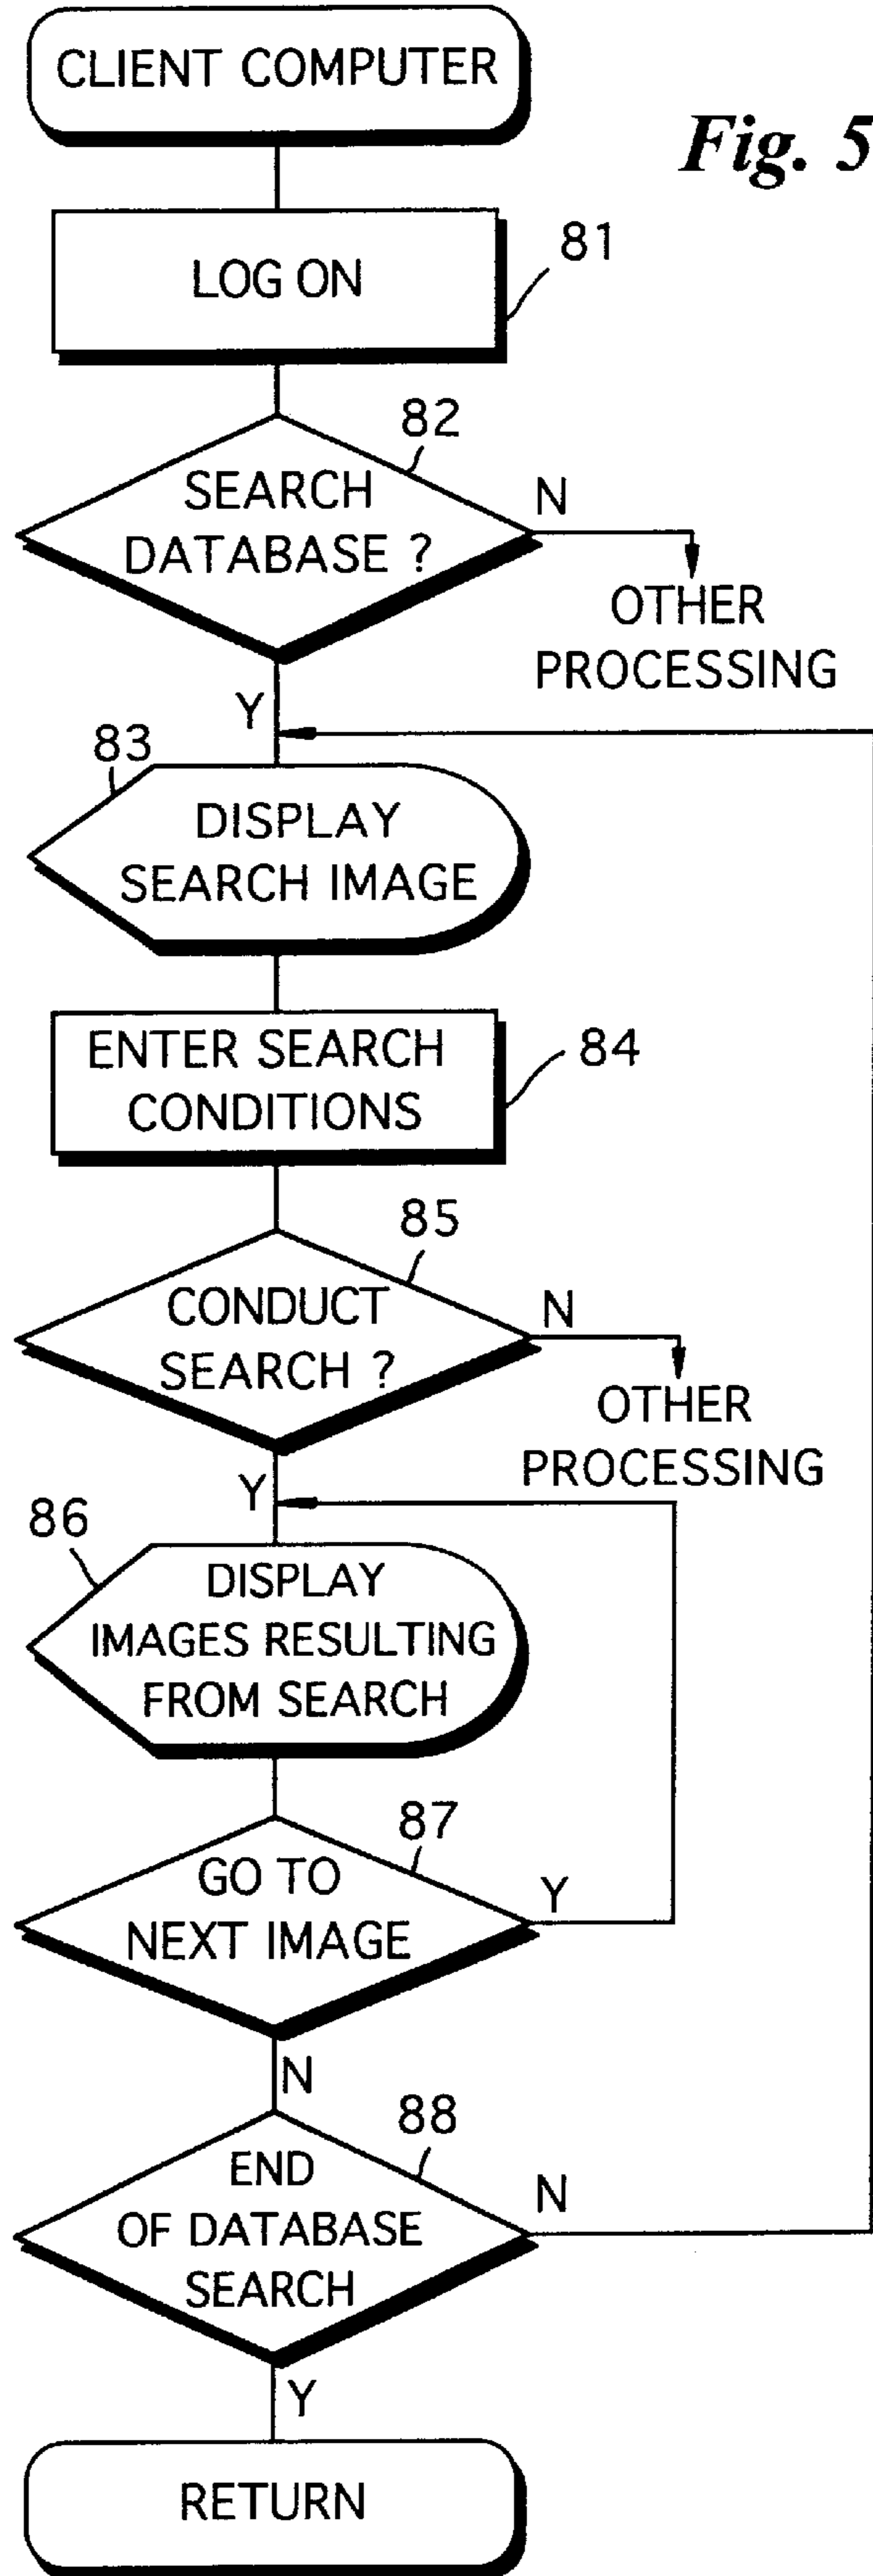 CLIENT COMPUTER
Fig. 5
LOG ON
81
82
SEARCH
DATABASE ?
N
OTHER
PROCESSING
Y
83
DISPLAY
SEARCH IMAGE
ENTER SEARCH
CONDITIONS
84
85
CONDUCT
SEARCH ?
N
OTHER
PROCESSING
Y
86
DISPLAY
IMAGES RESULTING
FROM SEARCH
87
GO TO
NEXT IMAGE
Y
N
88
END
OF DATABASE
SEARCH
N
Y
RETURN